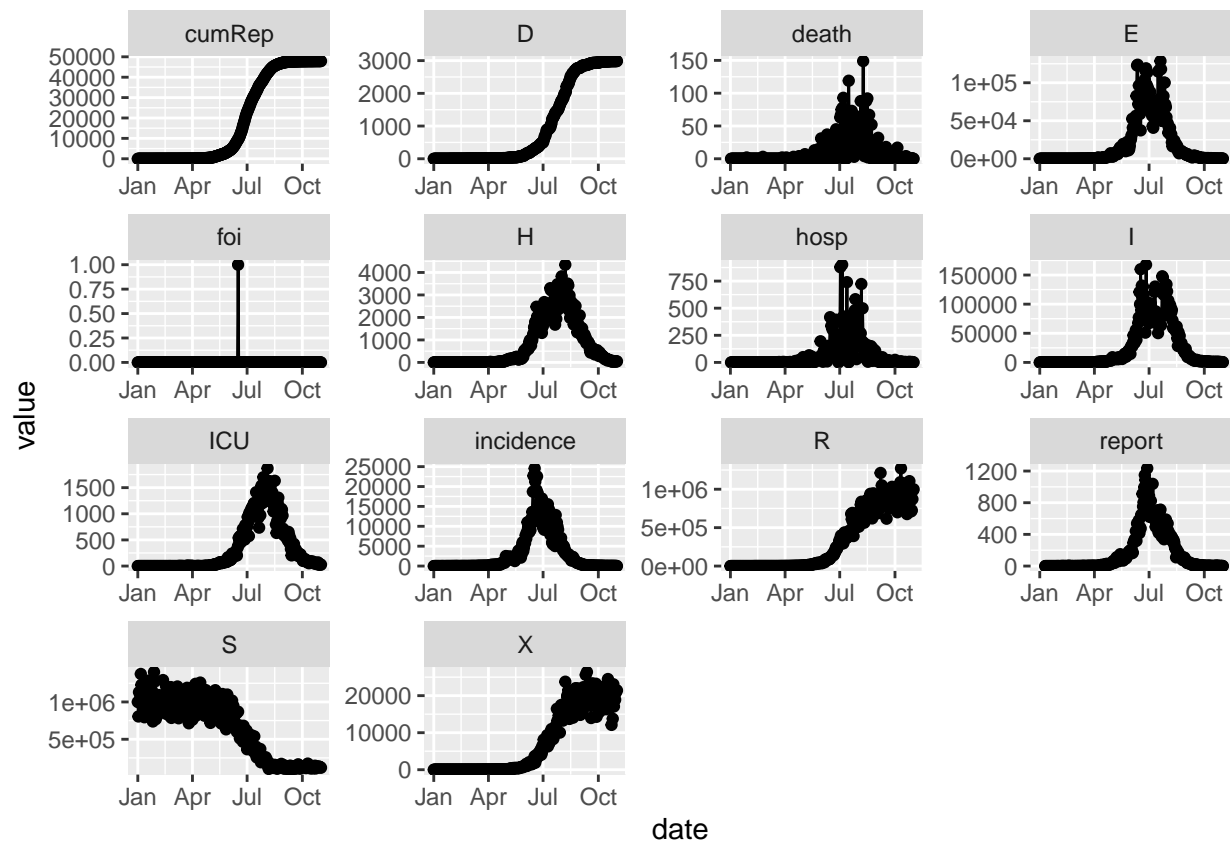 cumRep D death E
50000 3000 150
40000 1e+05
30000 2000 100
20000 1000 50 5e+04
10000
0 0 0 0e+00
Jan Apr Jul Oct Jan Apr Jul Oct Jan Apr Jul Oct Jan Apr Jul Oct
foi H hosp I
1.00 4000 750 150000
0.75 3000
0.50 2000 500 100000
0.25 1000 250 50000
0.00 0 0 0
Jan Apr Jul Oct Jan Apr Jul Oct Jan Apr Jul Oct Jan Apr Jul Oct
value
ICU incidence R report
25000
1500 20000 1e+06 1200
1000 15000 800
500 10000 5e+05 400
5000
0 0 0e+00 0
Jan Apr Jul Oct Jan Apr Jul Oct Jan Apr Jul Oct Jan Apr Jul Oct
S X
1e+06 20000
5e+05 10000
0
Jan Apr Jul Oct Jan Apr Jul Oct
date